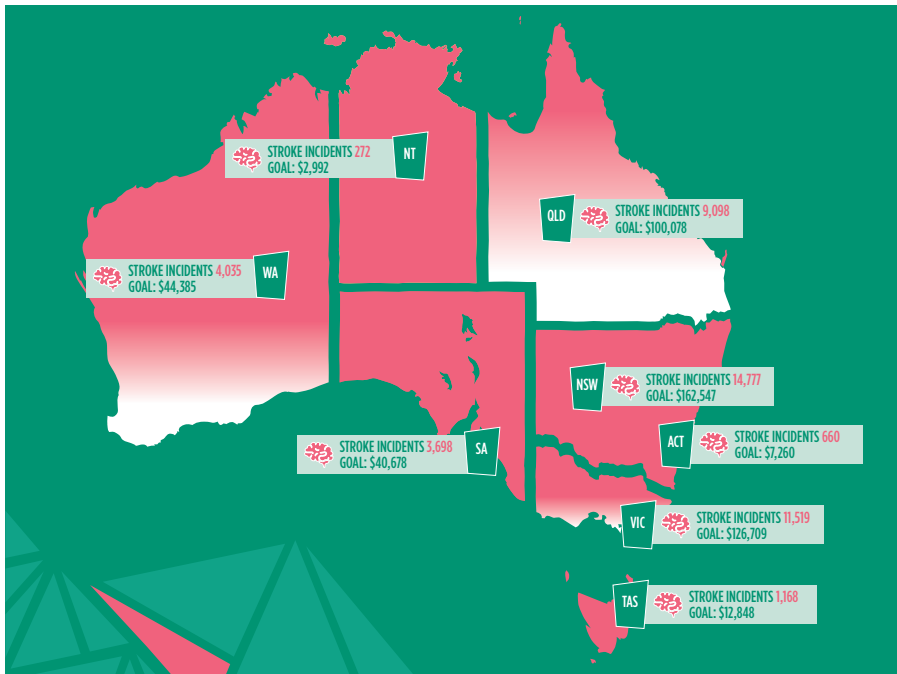 STROKE INCIDENTS 272
GOAL: $2,992
NT
QLD
STROKE INCIDENTS 9,098
GOAL: $100,078
STROKE INCIDENTS 4,035
GOAL: $44,385
WA
NSW
STROKE INCIDENTS 14,777
GOAL: $162,547
ACT
STROKE INCIDENTS 660
GOAL: $7,260
STROKE INCIDENTS 3,698
GOAL: $40,678
SA
VIC
STROKE INCIDENTS 11,519
GOAL: $126,709
TAS
STROKE INCIDENTS 1,168
GOAL: $12,848